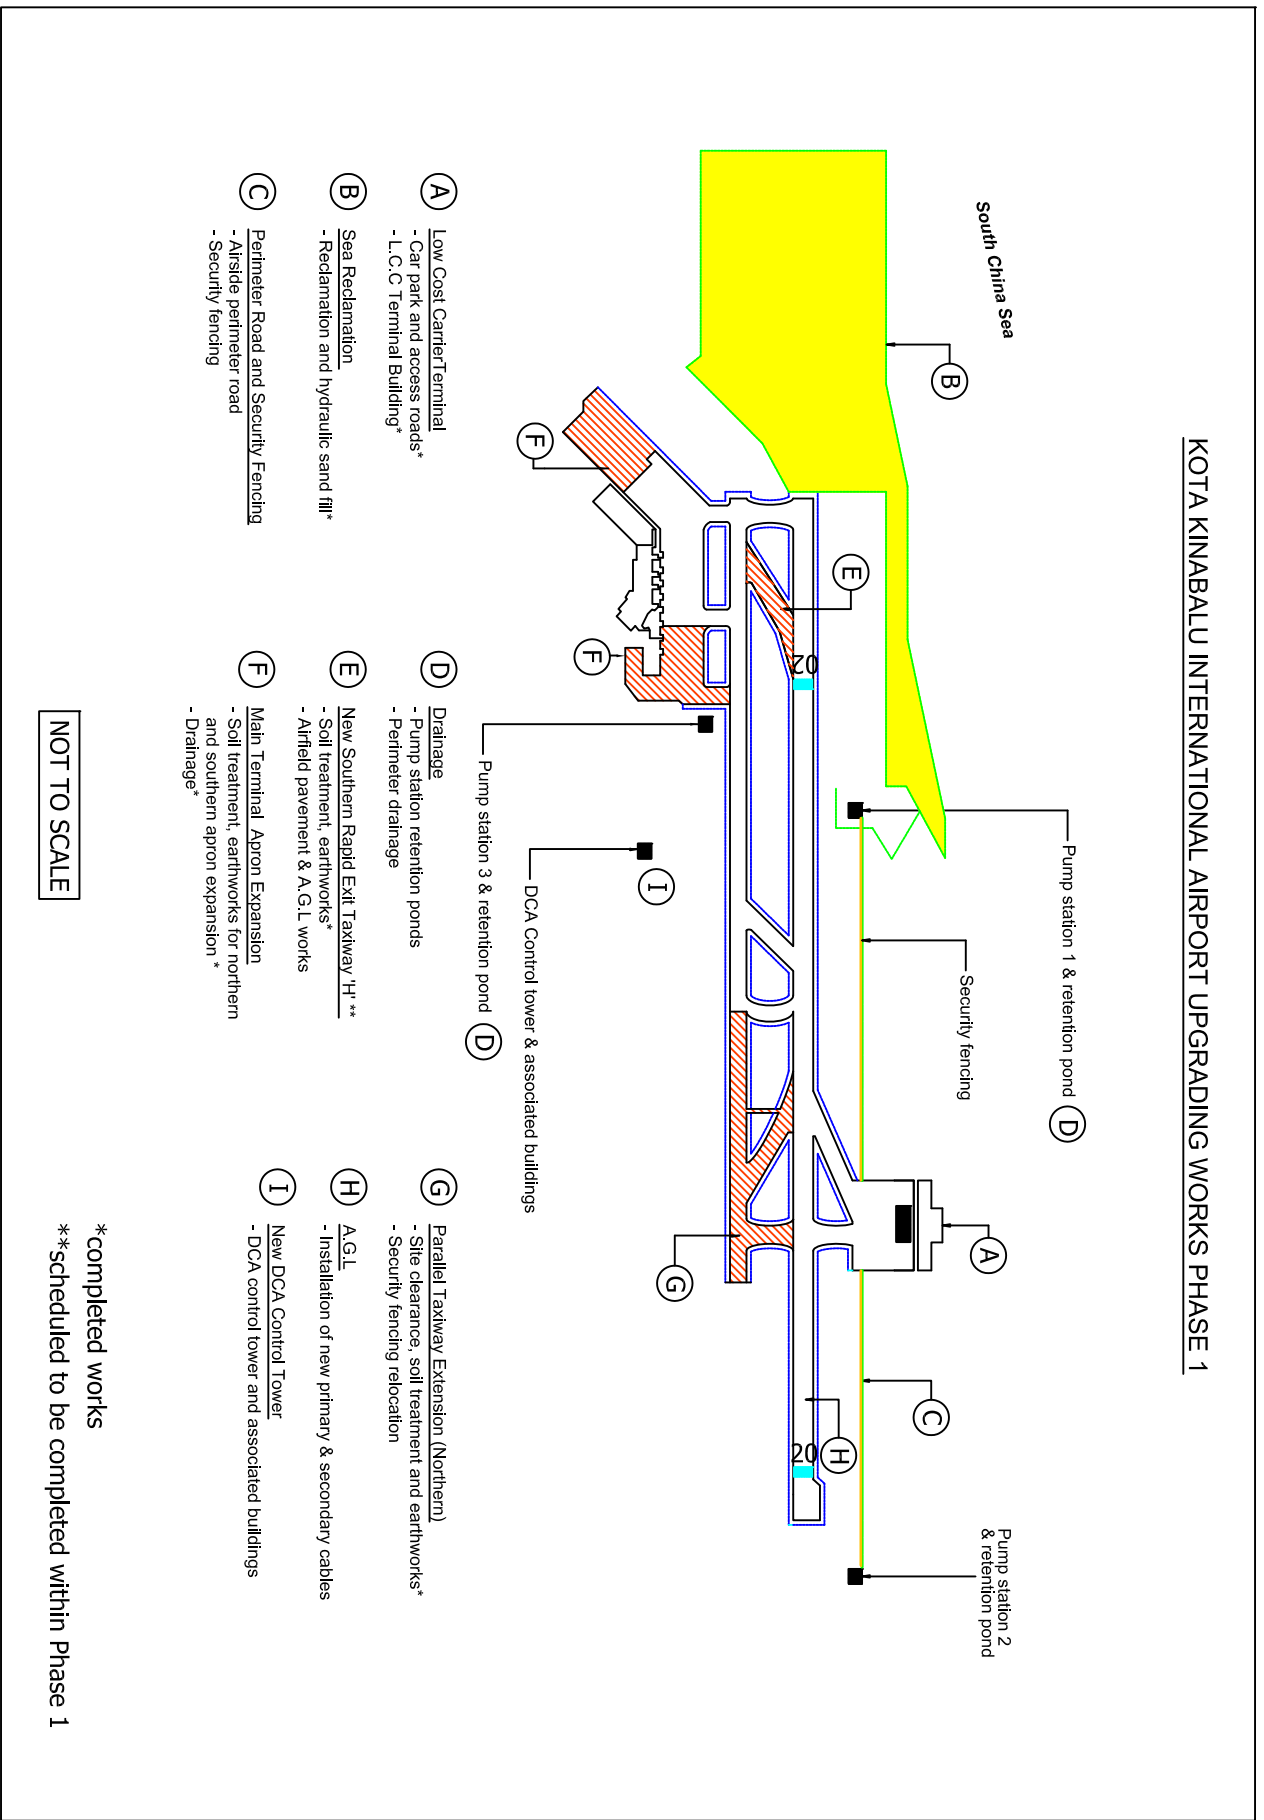 KOTA KINABALU INTERNATIONAL AIRPORT UPGRADING WORKS PHASE 1
South China Sea
B
Pump station 1 & retention pond
D
Security fencing
A
C
Pump station 2
& retention pond
E
02
H
20
F
F
Pump station 3 & retention pond
D
DCA Control tower & associated buildings
I
G
A
Low Cost CarrierTerminal
- Car park and access roads*
- L.C.C Terminal Building*
B
Sea Reclamation
- Reclamation and hydraulic sand fill*
C
Perimeter Road and Security Fencing
- Airside perimeter road
- Security fencing
D
Drainage
- Pump station retention ponds
- Perimeter drainage
E
New Southern Rapid Exit Taxiway 'H' **
- Soil treatment, earthworks*
- Airfield pavement & A.G.L works
F
Main Terminal Apron Expansion
- Soil treatment, earthworks for northern
and southern apron expansion *
- Drainage*
G
Parallel Taxiway Extension (Northern)
- Site clearance, soil treatment and earthworks*
- Security fencing relocation
H
A.G.L
- Installation of new primary & secondary cables
I
New DCA Control Tower
- DCA control tower and associated buildings
NOT TO SCALE
*completed works
**scheduled to be completed within Phase 1